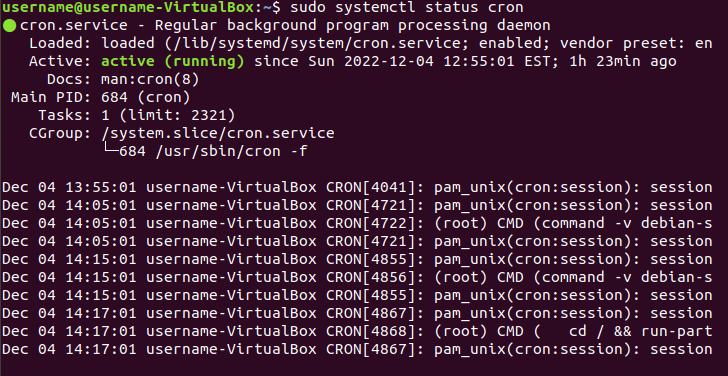 username@username-VirtualBox:~$ sudo systemctl status cron
● cron.service - Regular background program processing daemon
   Loaded: loaded (/lib/systemd/system/cron.service; enabled; vendor preset: en
   Active: active (running) since Sun 2022-12-04 12:55:01 EST; 1h 23min ago
     Docs: man:cron(8)
 Main PID: 684 (cron)
    Tasks: 1 (limit: 2321)
   CGroup: /system.slice/cron.service
           └─684 /usr/sbin/cron -f

Dec 04 13:55:01 username-VirtualBox CRON[4041]: pam_unix(cron:session): session
Dec 04 14:05:01 username-VirtualBox CRON[4721]: pam_unix(cron:session): session
Dec 04 14:05:01 username-VirtualBox CRON[4722]: (root) CMD (command -v debian-s
Dec 04 14:05:01 username-VirtualBox CRON[4721]: pam_unix(cron:session): session
Dec 04 14:15:01 username-VirtualBox CRON[4855]: pam_unix(cron:session): session
Dec 04 14:15:01 username-VirtualBox CRON[4856]: (root) CMD (command -v debian-s
Dec 04 14:15:01 username-VirtualBox CRON[4855]: pam_unix(cron:session): session
Dec 04 14:17:01 username-VirtualBox CRON[4867]: pam_unix(cron:session): session
Dec 04 14:17:01 username-VirtualBox CRON[4868]: (root) CMD (   cd / && run-part
Dec 04 14:17:01 username-VirtualBox CRON[4867]: pam_unix(cron:session): session